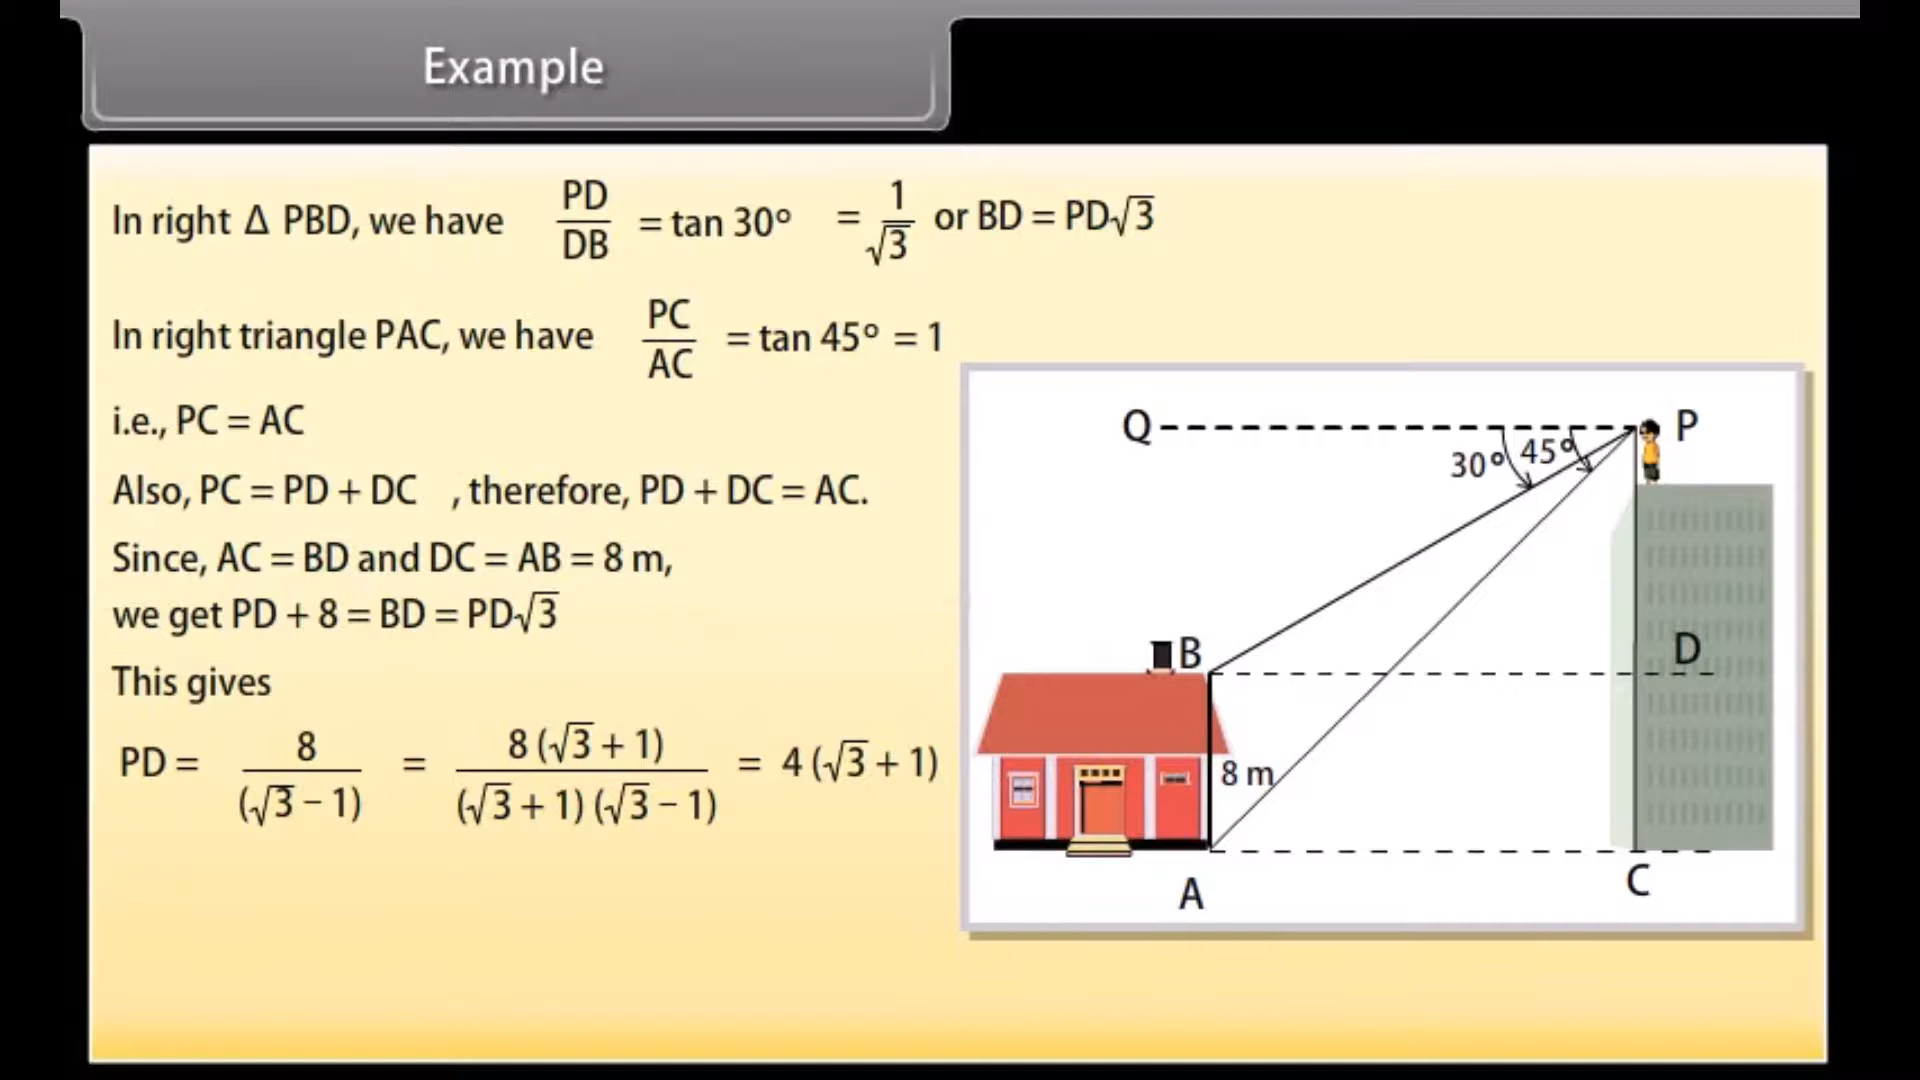 Example
In right Δ PBD, we have PD/DB = tan 30° = 1/√3 or BD = PD√3
In right triangle PAC, we have PC/AC = tan 45° = 1
i.e., PC = AC
Also, PC = PD + DC , therefore, PD + DC = AC.
Since, AC = BD and DC = AB = 8 m,
we get PD + 8 = BD = PD√3
This gives
PD = 8/(√3 − 1) = 8 (√3 + 1)/(√3 + 1) (√3 − 1) = 4 (√3 + 1)
Q
P
30°
45°
B
D
8 m
A
C